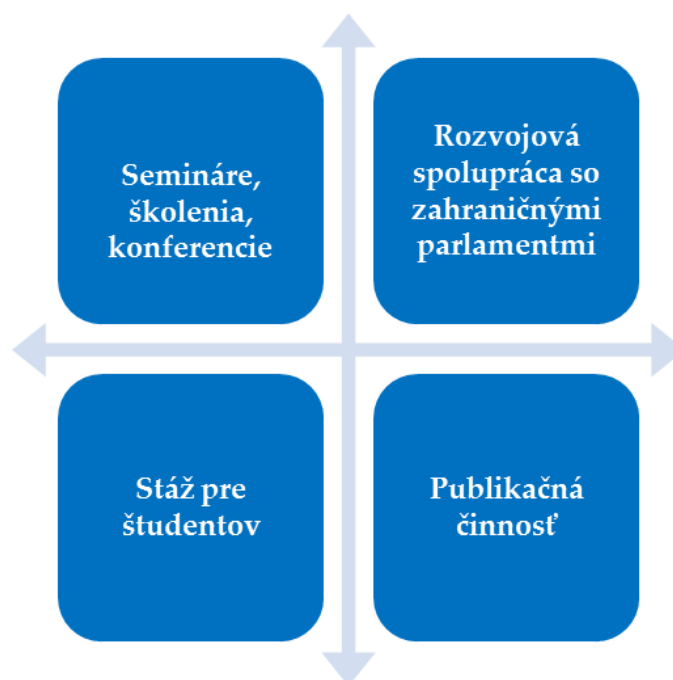 Semináre,
školenia,
konferencie
Rozvojová
spolupráca so
zahraničnými
parlamentmi
Stáž pre
študentov
Publikačná
činnosť